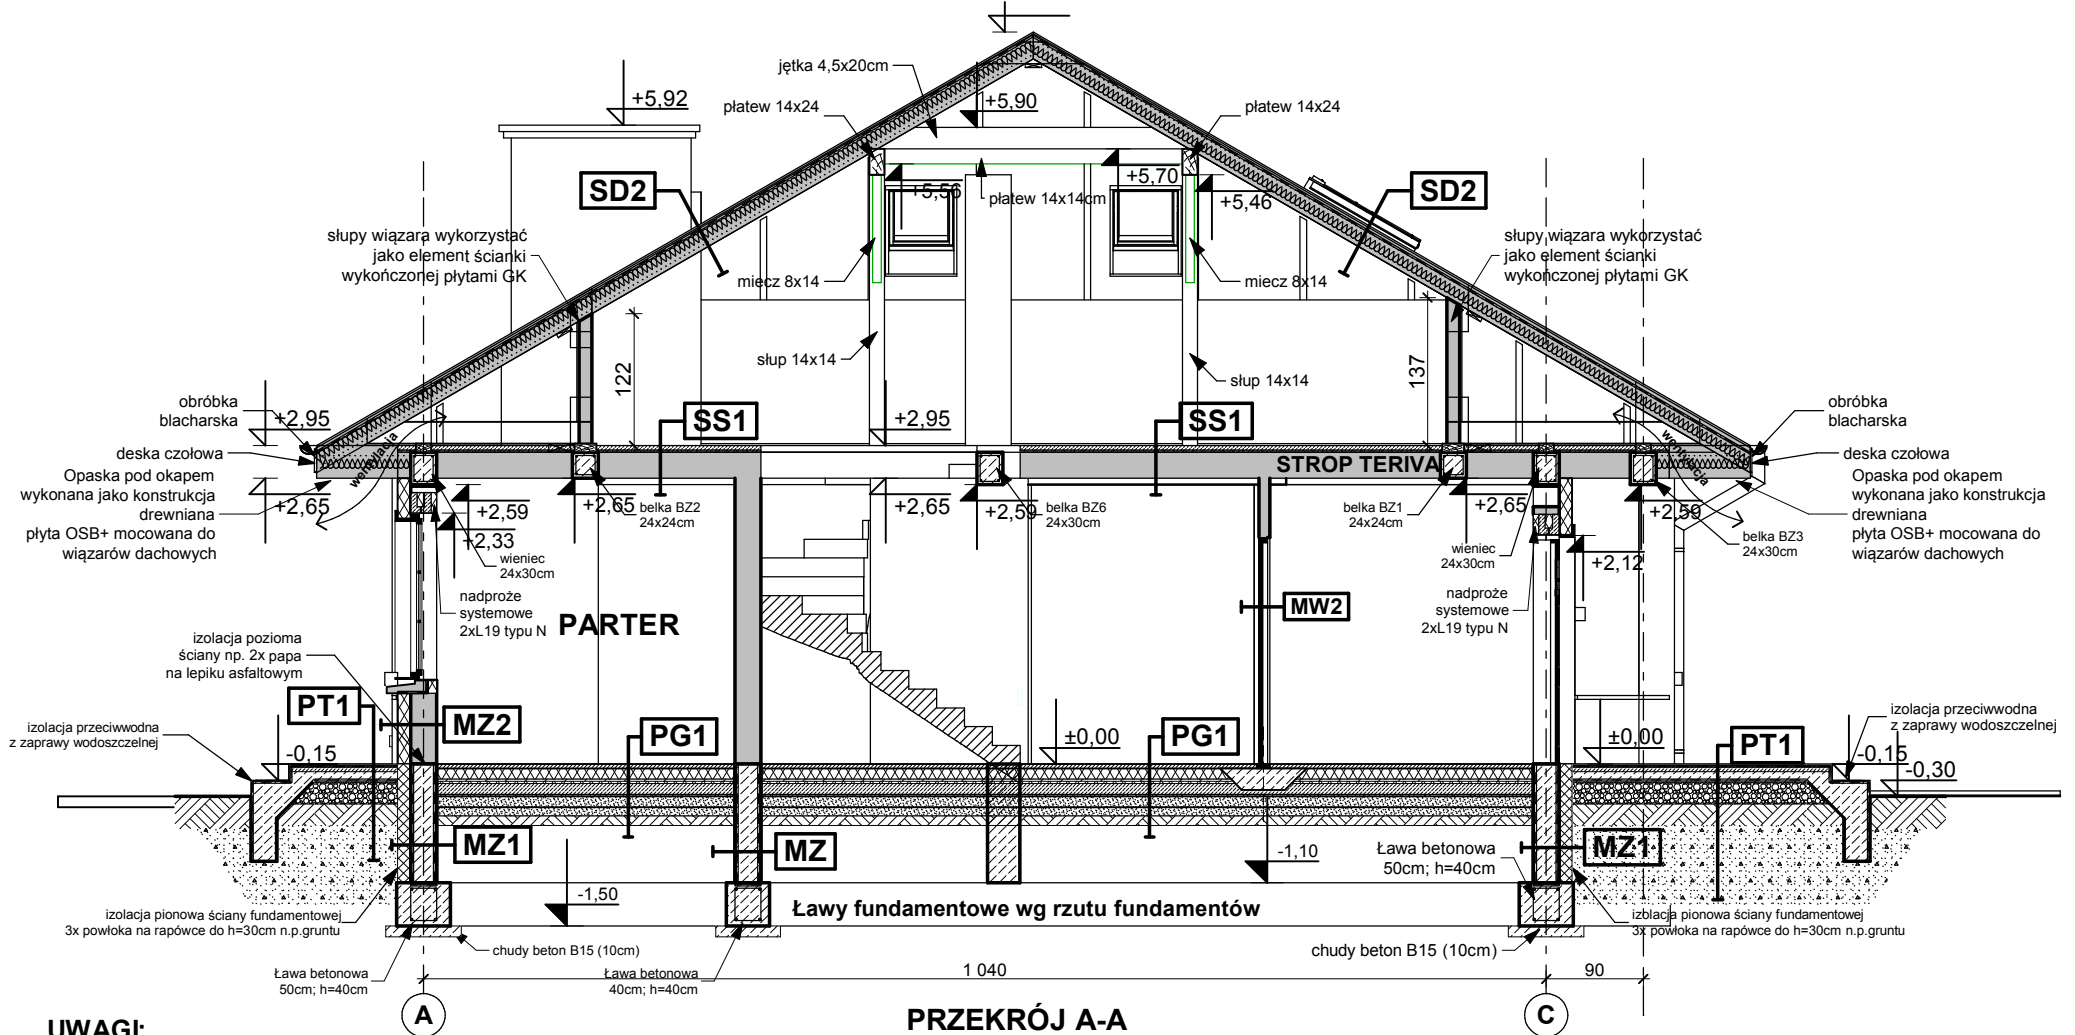 jętka 4,5x20cm
+5,92
płatew 14x24
+5,90
płatew 14x24
SD2
+5,56
płatew 14x14cm
+5,70
+5,46
SD2
słupy wiązara wykorzystać
jako element ścianki
wykończonej płytami GK
miecz 8x14
miecz 8x14
słupy wiązara wykorzystać
jako element ścianki
wykończonej płytami GK
122
słup 14x14
słup 14x14
137
obróbka
blacharska
+2,95
SS1
+2,95
SS1
obróbka
blacharska
deska czołowa
wentylacja
STROP TERIVA
wentylacja
deska czołowa
Opaska pod okapem
wykonana jako konstrukcja
drewniana
płyta OSB+ mocowana do
wiązarów dachowych
+2,65
+2,59
+2,33
wieniec
24x30cm
+2,65
belka BZ2
24x24cm
+2,65
+2,59
belka BZ6
24x30cm
belka BZ1
24x24cm
+2,65
wieniec
24x30cm
+2,12
+2,59
belka BZ3
24x30cm
Opaska pod okapem
wykonana jako konstrukcja
drewniana
płyta OSB+ mocowana do
wiązarów dachowych
nadproże
systemowe
2xL19 typu N
PARTER
MW2
nadproże
systemowe
2xL19 typu N
izolacja pozioma
ściany np. 2x papa
na lepiku asfaltowym
PT1
MZ2
PG1
±0,00
PG1
±0,00
PT1
izolacja przeciwwodna
z zaprawy wodoszczelnej
-0,15
izolacja przeciwwodna
z zaprawy wodoszczelnej
-0,15
-0,30
MZ1
MZ
-1,10
Ława betonowa
50cm; h=40cm
MZ1
-1,50
Ławy fundamentowe wg rzutu fundamentów
izolacja pionowa ściany fundamentowej
3x powłoka na rapówce do h=30cm n.p.gruntu
izolacja pionowa ściany fundamentowej
3x powłoka na rapówce do h=30cm n.p.gruntu
chudy beton B15 (10cm)
chudy beton B15 (10cm)
Ława betonowa
50cm; h=40cm
Ława betonowa
40cm; h=40cm
1 040
90
A
PRZEKRÓJ A-A
C
UWAGI: